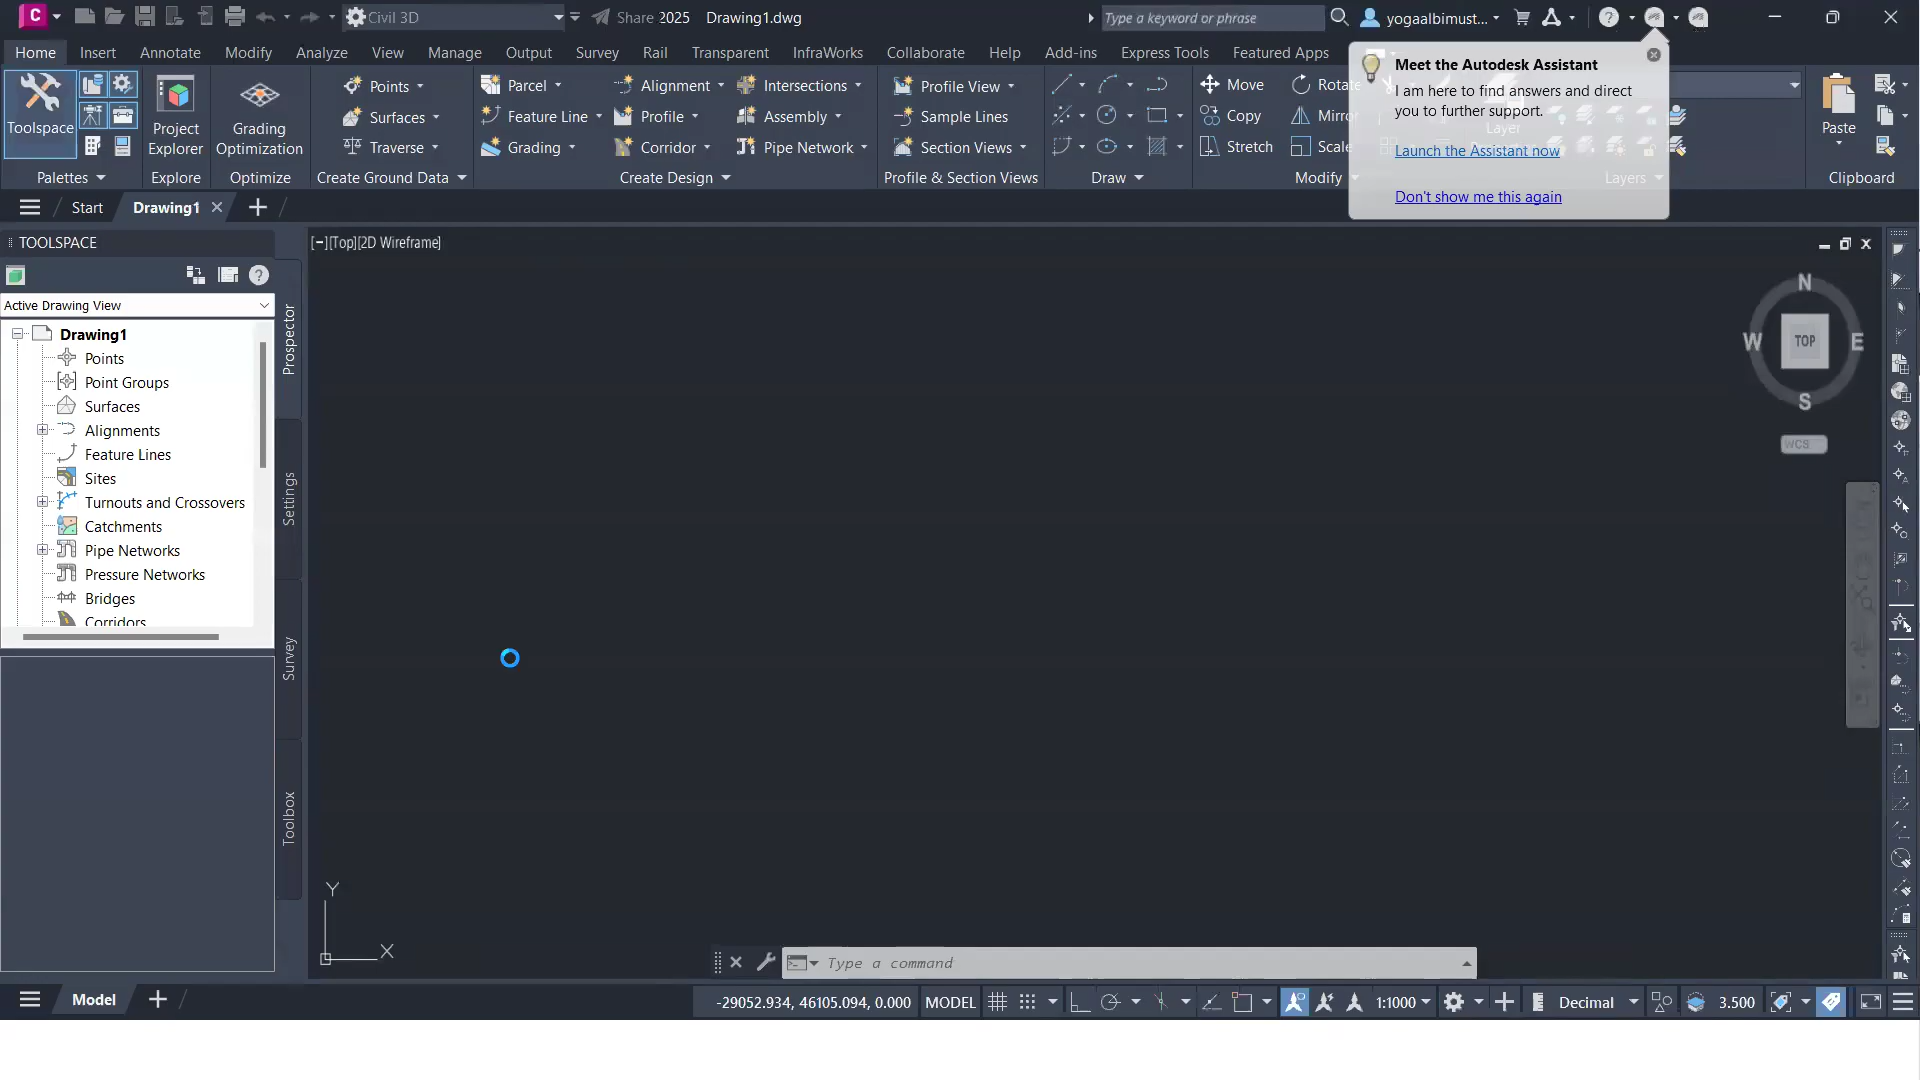 C
Civil 3D
Share
2025
Drawing1.dwg
Type a keyword or phrase
yogaalbimust...
Home
Insert
Annotate
Modify
Analyze
View
Manage
Output
Survey
Rail
Transparent
InfraWorks
Collaborate
Help
Add-ins
Express Tools
Featured Apps
Meet the Autodesk Assistant
I am here to find answers and direct
you to further support.
Launch the Assistant now
Don't show me this again
Toolspace
Palettes
Project
Explorer
Explore
Grading
Optimization
Optimize
Points
Surfaces
Traverse
Create Ground Data
Parcel
Feature Line
Grading
Alignment
Profile
Corridor
Intersections
Assembly
Pipe Network
Create Design
Profile View
Sample Lines
Section Views
Profile & Section Views
Draw
Move
Copy
Stretch
Rotate
Mirro
Scale
Modify
Layer
Layers
Paste
Clipboard
Start
Drawing1
TOOLSPACE
Active Drawing View
Drawing1
Points
Point Groups
Surfaces
Alignments
Feature Lines
Sites
Turnouts and Crossovers
Catchments
Pipe Networks
Pressure Networks
Bridges
Corridors
Prospector
Settings
Survey
Toolbox
[-][Top][2D Wireframe]
N
W
TOP
E
S
WCS
Y
X
Type a command
Model
-29052.934, 46105.094, 0.000
MODEL
1:1000
Decimal
3.500